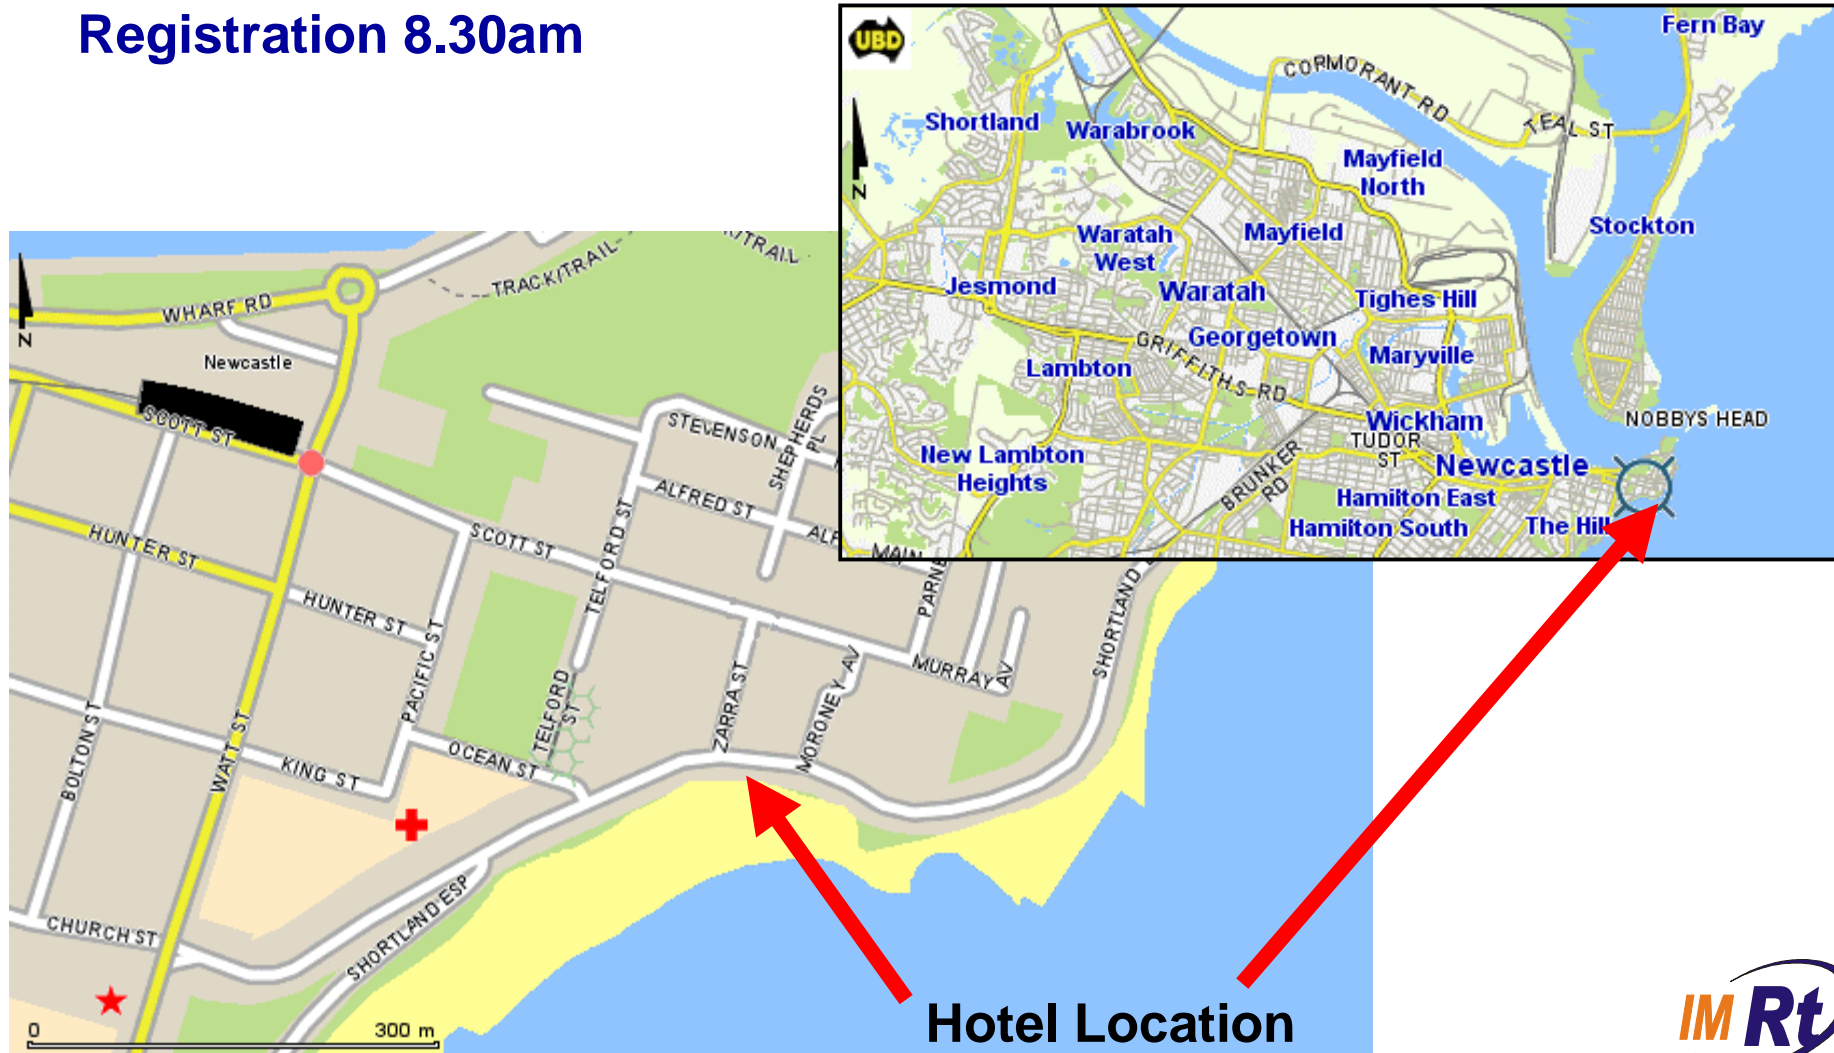 Registration 8.30am
UBD
Fern Bay
CORMORANT RD
TEAL ST
Shortland
Warabrook
Mayfield
North
N
Stockton
Waratah
West
Mayfield
Jesmond
Waratah
Tighes Hill
Georgetown
GRIFFITHS RD
Maryville
Lambton
Wickham
NOBBYS HEAD
TUDOR
ST
New Lambton
Heights
BRUNKER
RD
Newcastle
Hamilton East
Hamilton South
The Hill
MAIN
TRACK/TRAIL
K/TRAIL
WHARF RD
N
Newcastle
SCOTT ST
STEVENSON
SHEPHERDS
PL
ALFRED ST
ALF
SCOTT ST
TELFORD ST
HUNTER ST
HUNTER ST
PARNE
SHORTLAND
PACIFIC ST
MURRAY AV
ZARRA ST
MORONEY AV
TELFORD
ST
BOLTON ST
WATT ST
OCEAN ST
KING ST
SHORTLAND ESP
CHURCH ST
0
300 m
Hotel Location
IM Rt